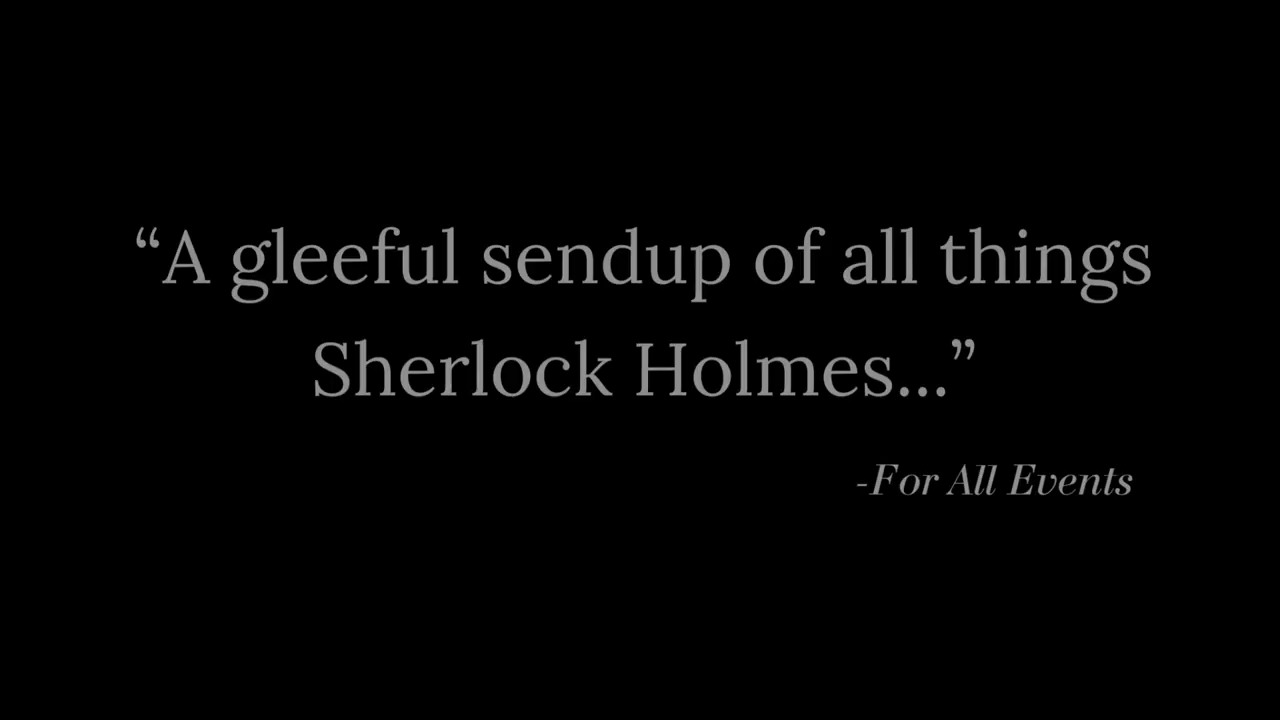 “A gleeful sendup of all things
Sherlock Holmes...”
-For All Events